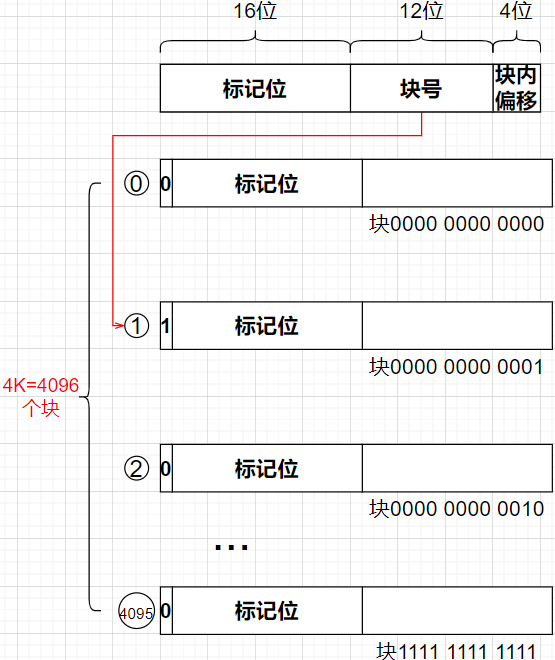 16位 12位 4位
标记位 块号 块内
偏移
⓪ 0 标记位
块0000 0000 0000
① 1 标记位
块0000 0000 0001
4K=4096
个块
② 0 标记位
块0000 0000 0010
...
4095 0 标记位
块1111 1111 1111